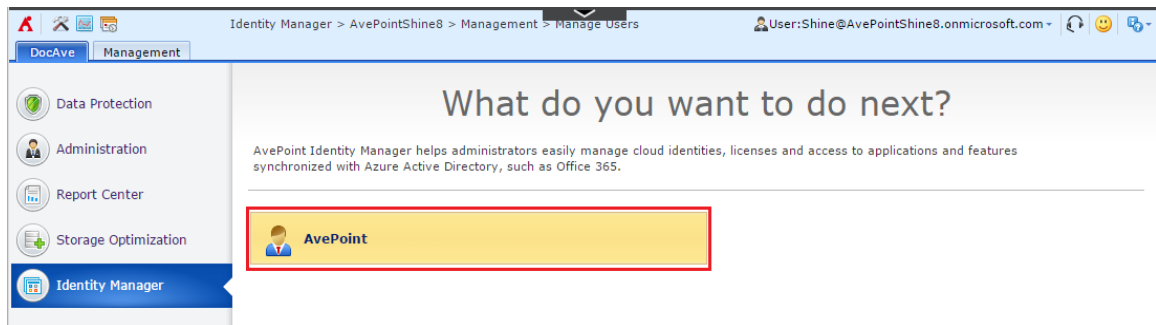 Identity Manager > AvePointShine8 > Management > Manage Users
User:Shine@AvePointShine8.onmicrosoft.com
DocAve
Management
Data Protection
Administration
Report Center
Storage Optimization
Identity Manager
What do you want to do next?
AvePoint Identity Manager helps administrators easily manage cloud identities, licenses and access to applications and features
synchronized with Azure Active Directory, such as Office 365.
AvePoint